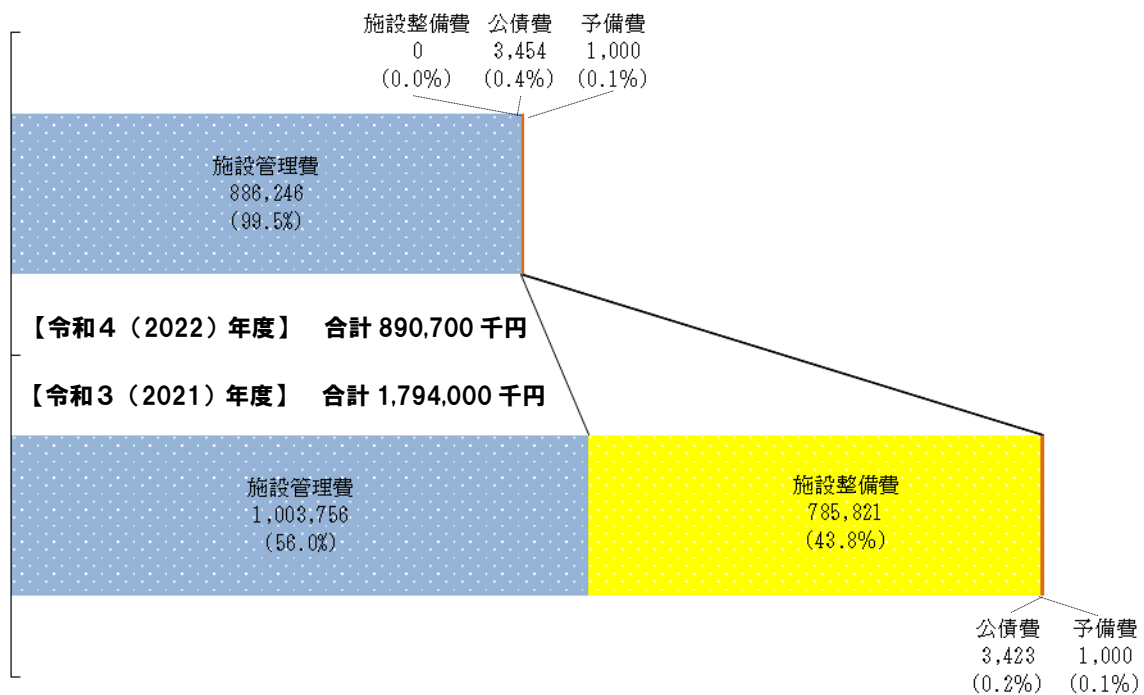 施設整備費 公債費 予備費
0 3,454 1,000
(0.0%) (0.4%) (0.1%)
施設管理費
886,246
(99.5%)
【令和４（2022）年度】　合計 890,700 千円
【令和３（2021）年度】　合計 1,794,000 千円
施設管理費
1,003,756
(56.0%)
施設整備費
785,821
(43.8%)
公債費 予備費
3,423 1,000
(0.2%) (0.1%)